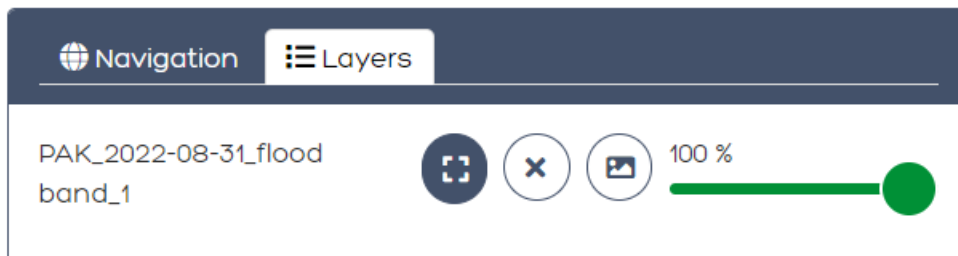 Navigation
Layers
PAK_2022-08-31_flood
band_1
100 %